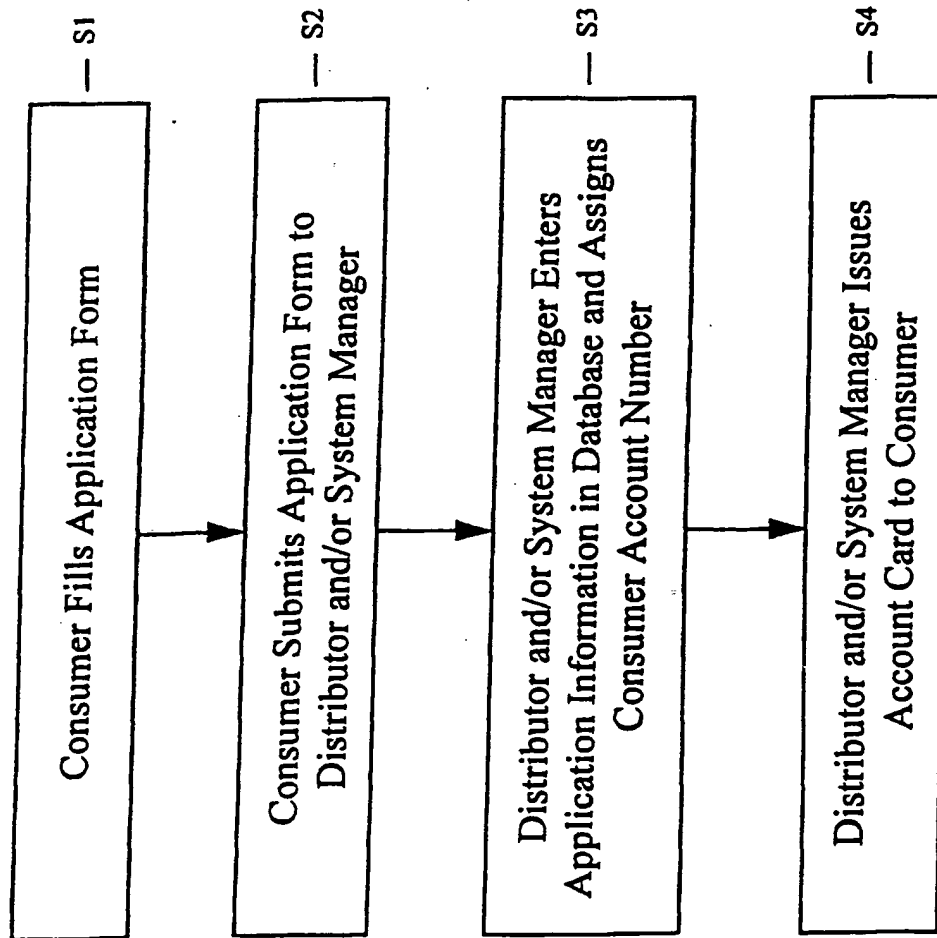 Consumer Fills Application Form
S1
Consumer Submits Application Form to
Distributor and/or System Manager
S2
Distributor and/or System Manager Enters
Application Information in Database and Assigns
Consumer Account Number
S3
Distributor and/or System Manager Issues
Account Card to Consumer
S4